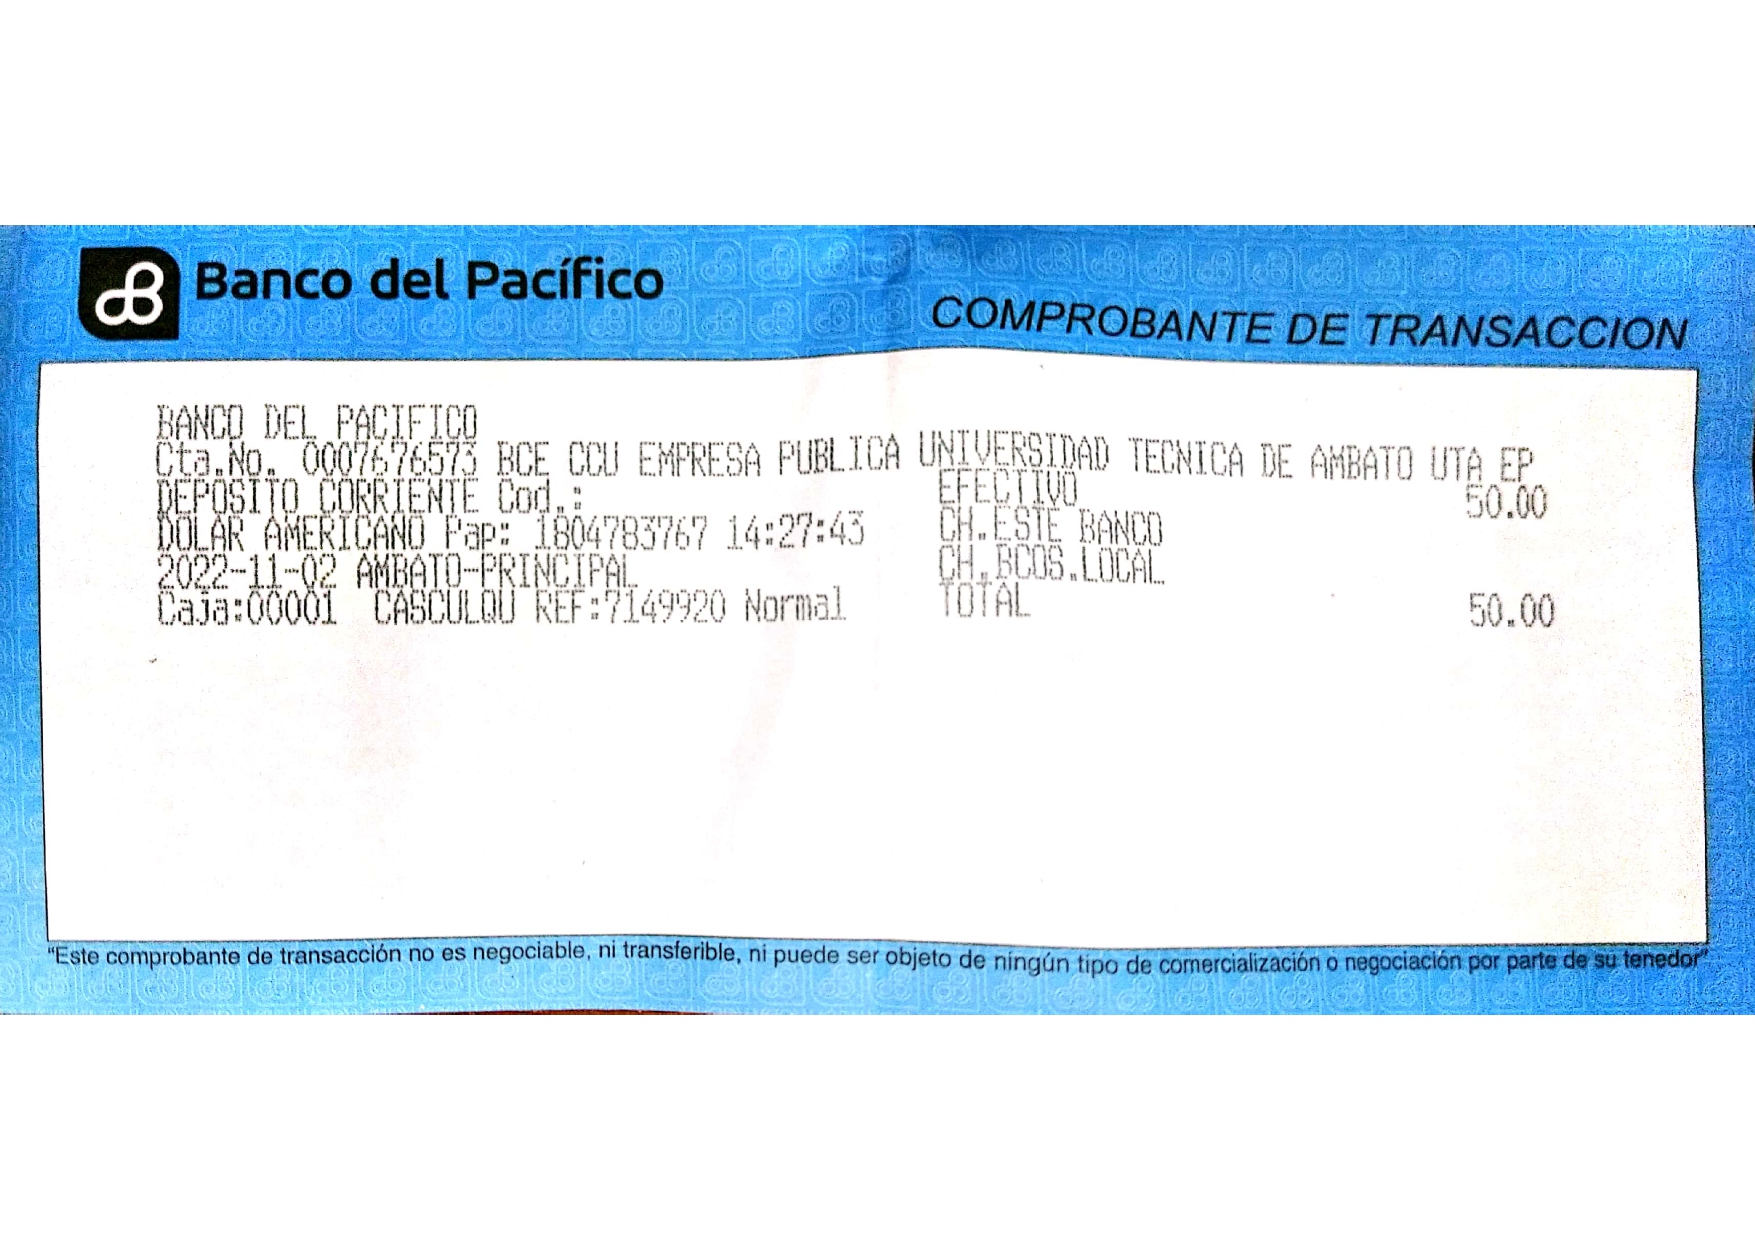 Banco del Pacífico
COMPROBANTE DE TRANSACCION
BANCO DEL PACIFICO
Cta.No. 0007676573 BCE CCU EMPRESA PUBLICA UNIVERSIDAD TECNICA DE AMBATO UTA EP
DEPOSITO CORRIENTE Cod.: EFECTIVO 50.00
DOLAR AMERICANO Pap: 1804783767 14:27:43 CH.ESTE BANCO
2022-11-02 AMBATO-PRINCIPAL CH.BCOS.LOCAL
Caja:00001 CASCULQU REF:7149920 Normal TOTAL 50.00
"Este comprobante de transacción no es negociable, ni transferible, ni puede ser objeto de ningún tipo de comercialización o negociación por parte de su tenedor"